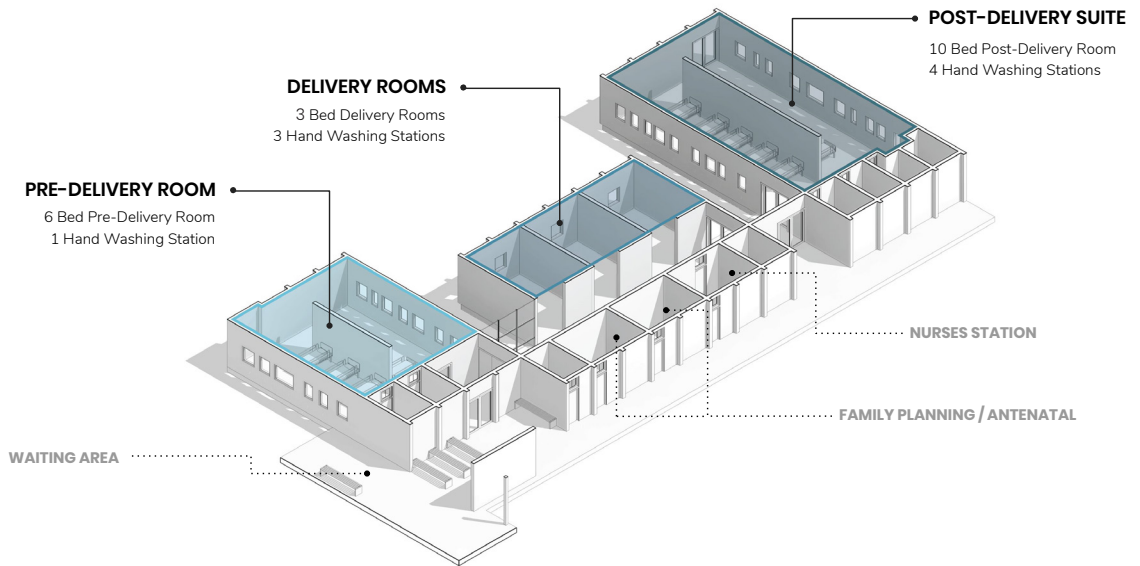 POST-DELIVERY SUITE
10 Bed Post-Delivery Room
4 Hand Washing Stations
DELIVERY ROOMS
3 Bed Delivery Rooms
3 Hand Washing Stations
PRE-DELIVERY ROOM
6 Bed Pre-Delivery Room
1 Hand Washing Station
NURSES STATION
FAMILY PLANNING / ANTENATAL
WAITING AREA